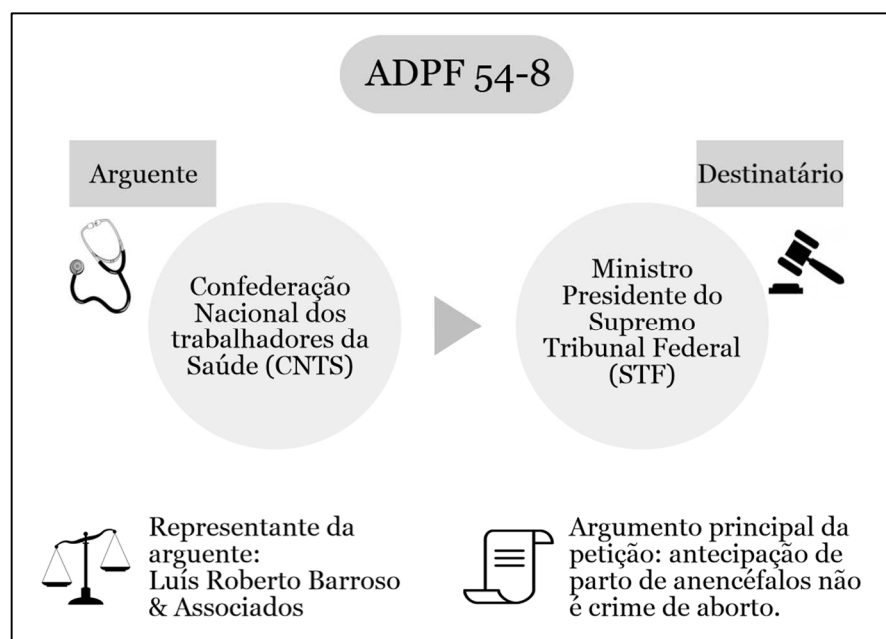 ADPF 54-8
Arguente
Destinatário
Confederação
Nacional dos
trabalhadores da
Saúde (CNTS)
Ministro
Presidente do
Supremo
Tribunal Federal
(STF)
Representante da
arguente:
Luís Roberto Barroso
& Associados
Argumento principal da
petição: antecipação de
parto de anencéfalos não
é crime de aborto.